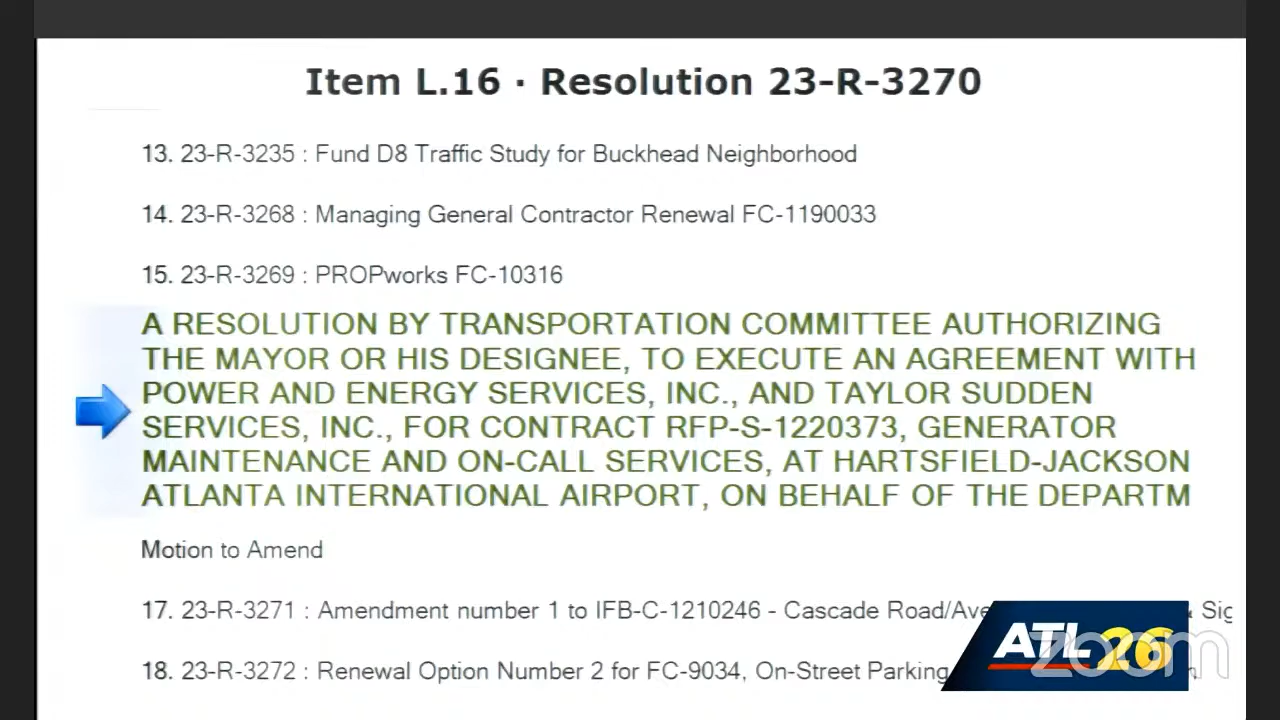 Item L.16 · Resolution 23-R-3270
13. 23-R-3235 : Fund D8 Traffic Study for Buckhead Neighborhood
14. 23-R-3268 : Managing General Contractor Renewal FC-1190033
15. 23-R-3269 : PROPworks FC-10316
A RESOLUTION BY TRANSPORTATION COMMITTEE AUTHORIZING
THE MAYOR OR HIS DESIGNEE, TO EXECUTE AN AGREEMENT WITH
POWER AND ENERGY SERVICES, INC., AND TAYLOR SUDDEN
SERVICES, INC., FOR CONTRACT RFP-S-1220373, GENERATOR
MAINTENANCE AND ON-CALL SERVICES, AT HARTSFIELD-JACKSON
ATLANTA INTERNATIONAL AIRPORT, ON BEHALF OF THE DEPARTM
Motion to Amend
17. 23-R-3271 : Amendment number 1 to IFB-C-1210246 - Cascade Road/Ave & Sig
18. 23-R-3272 : Renewal Option Number 2 for FC-9034, On-Street Parking
ATL 26
zoom